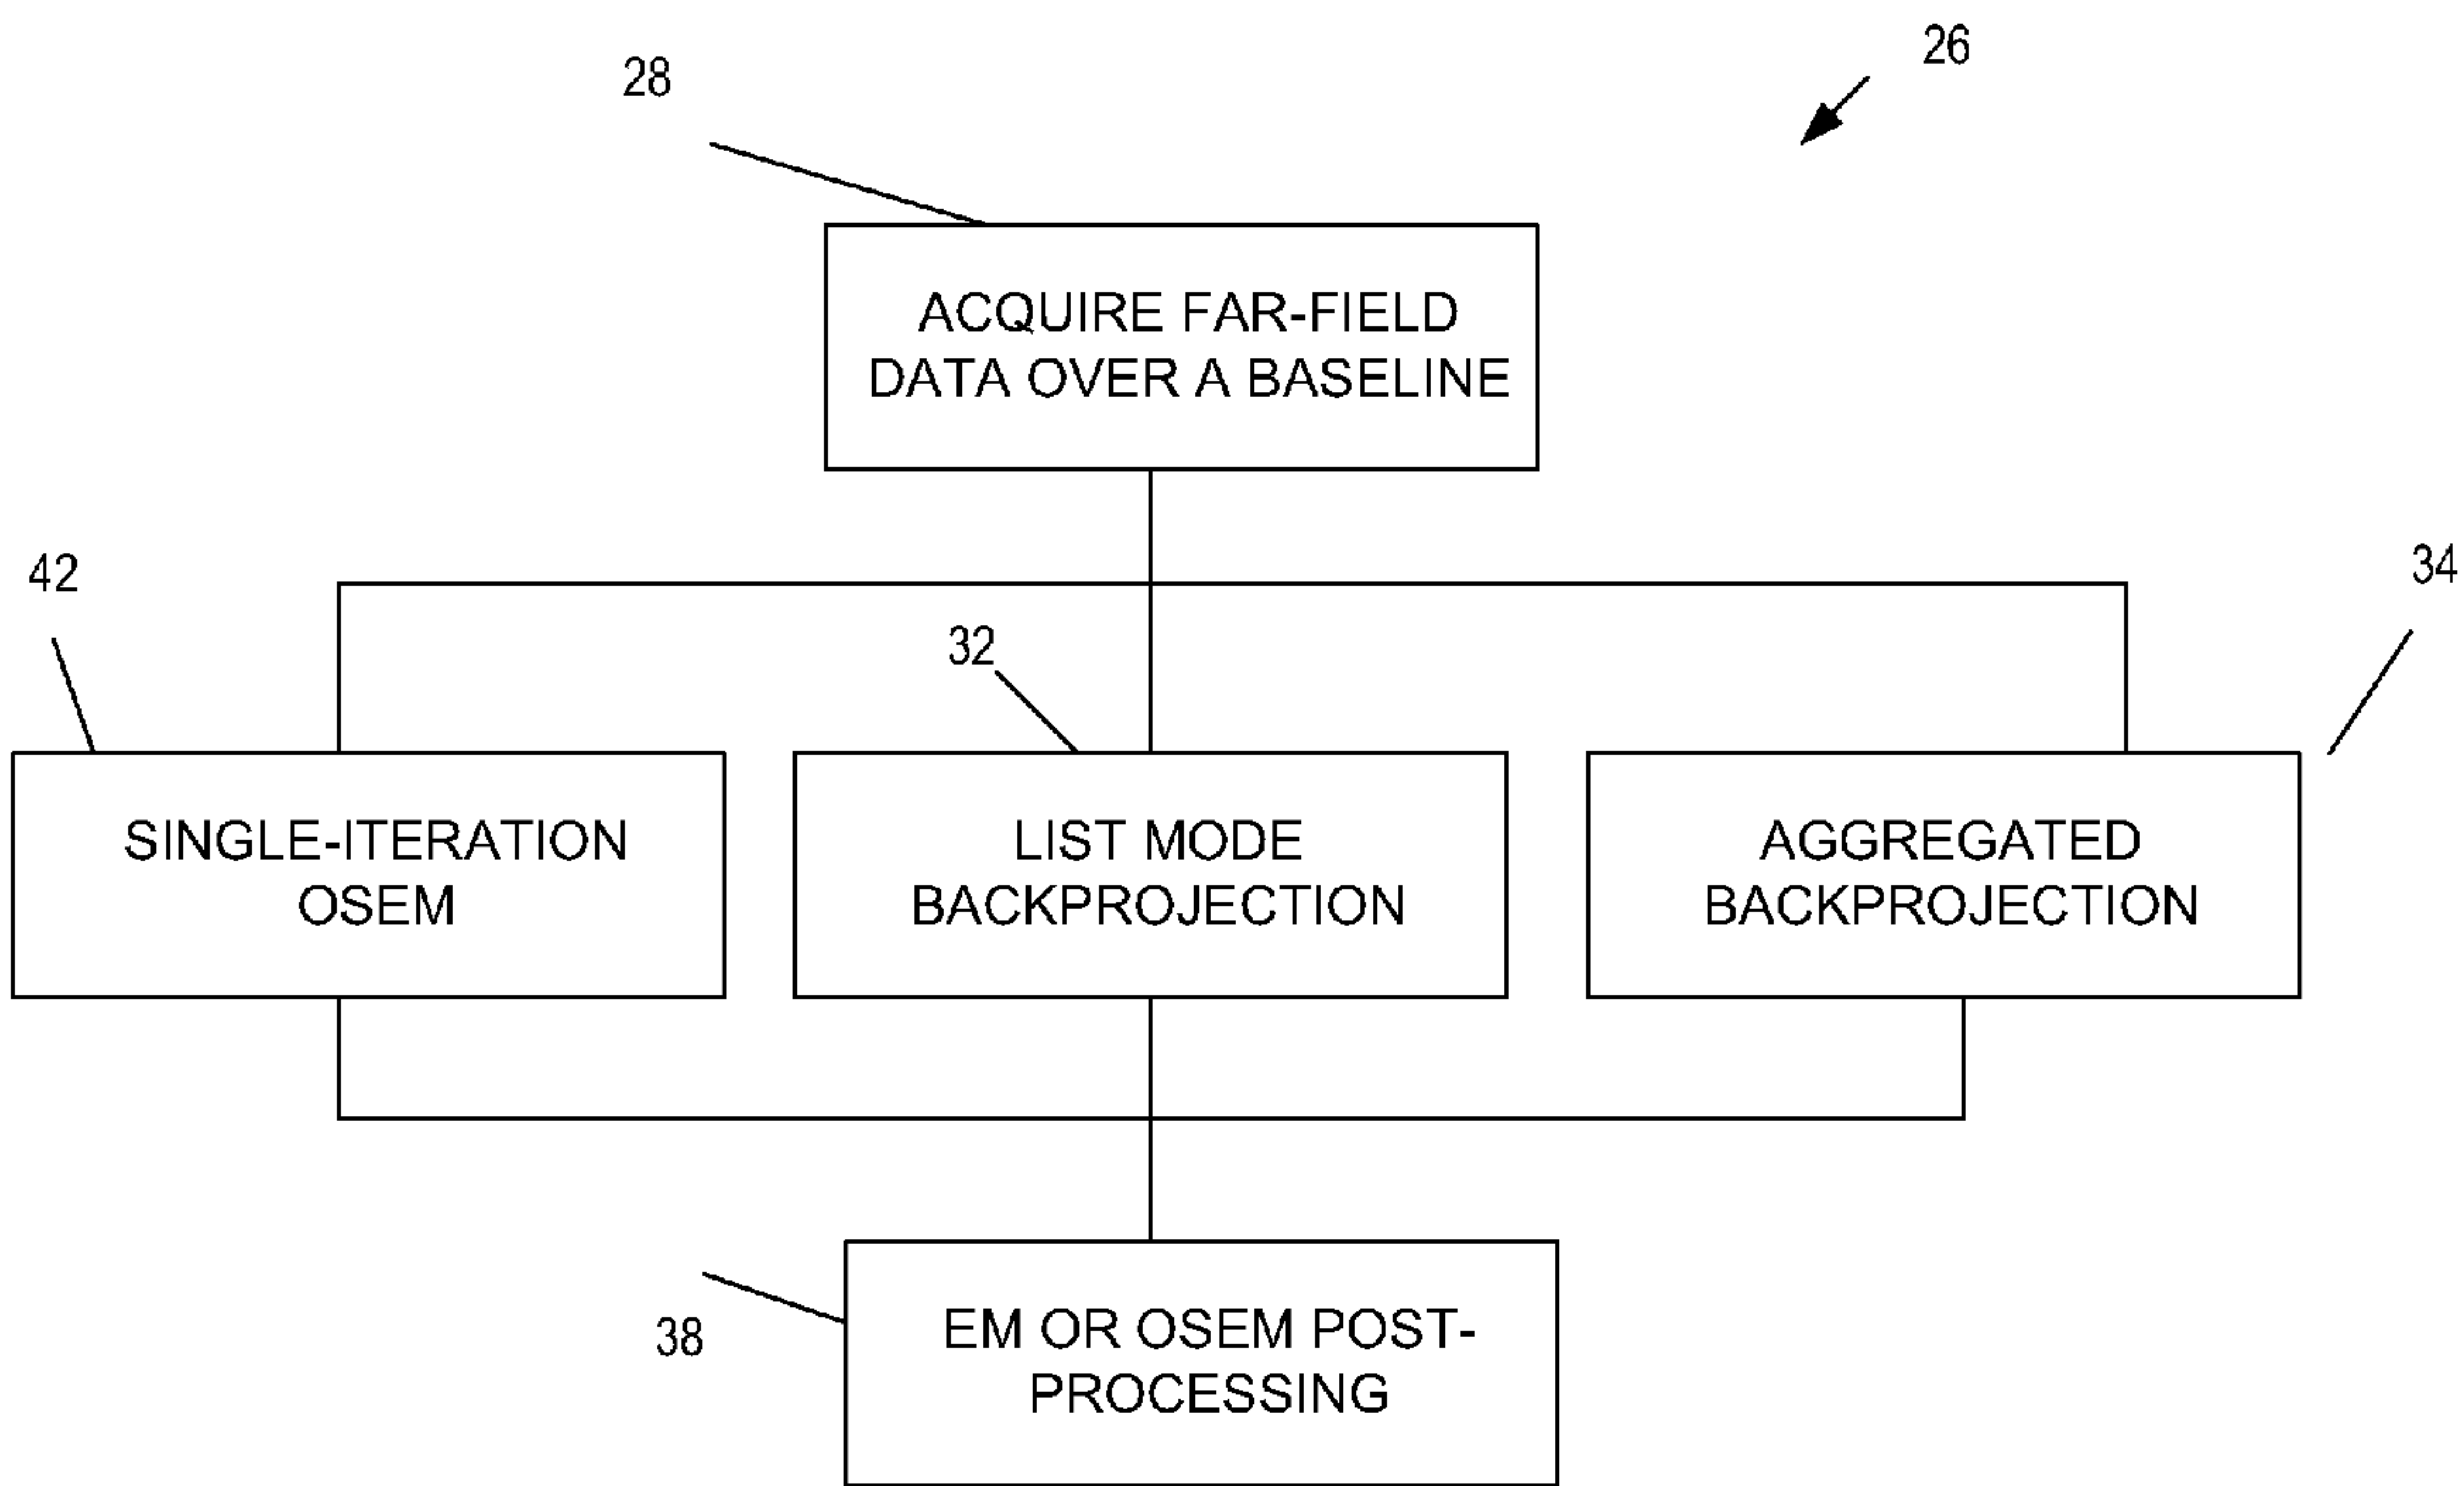 26
28
ACQUIRE FAR-FIELD
DATA OVER A BASELINE
42
34
32
SINGLE-ITERATION
OSEM
LIST MODE
BACKPROJECTION
AGGREGATED
BACKPROJECTION
38
EM OR OSEM POST-
PROCESSING